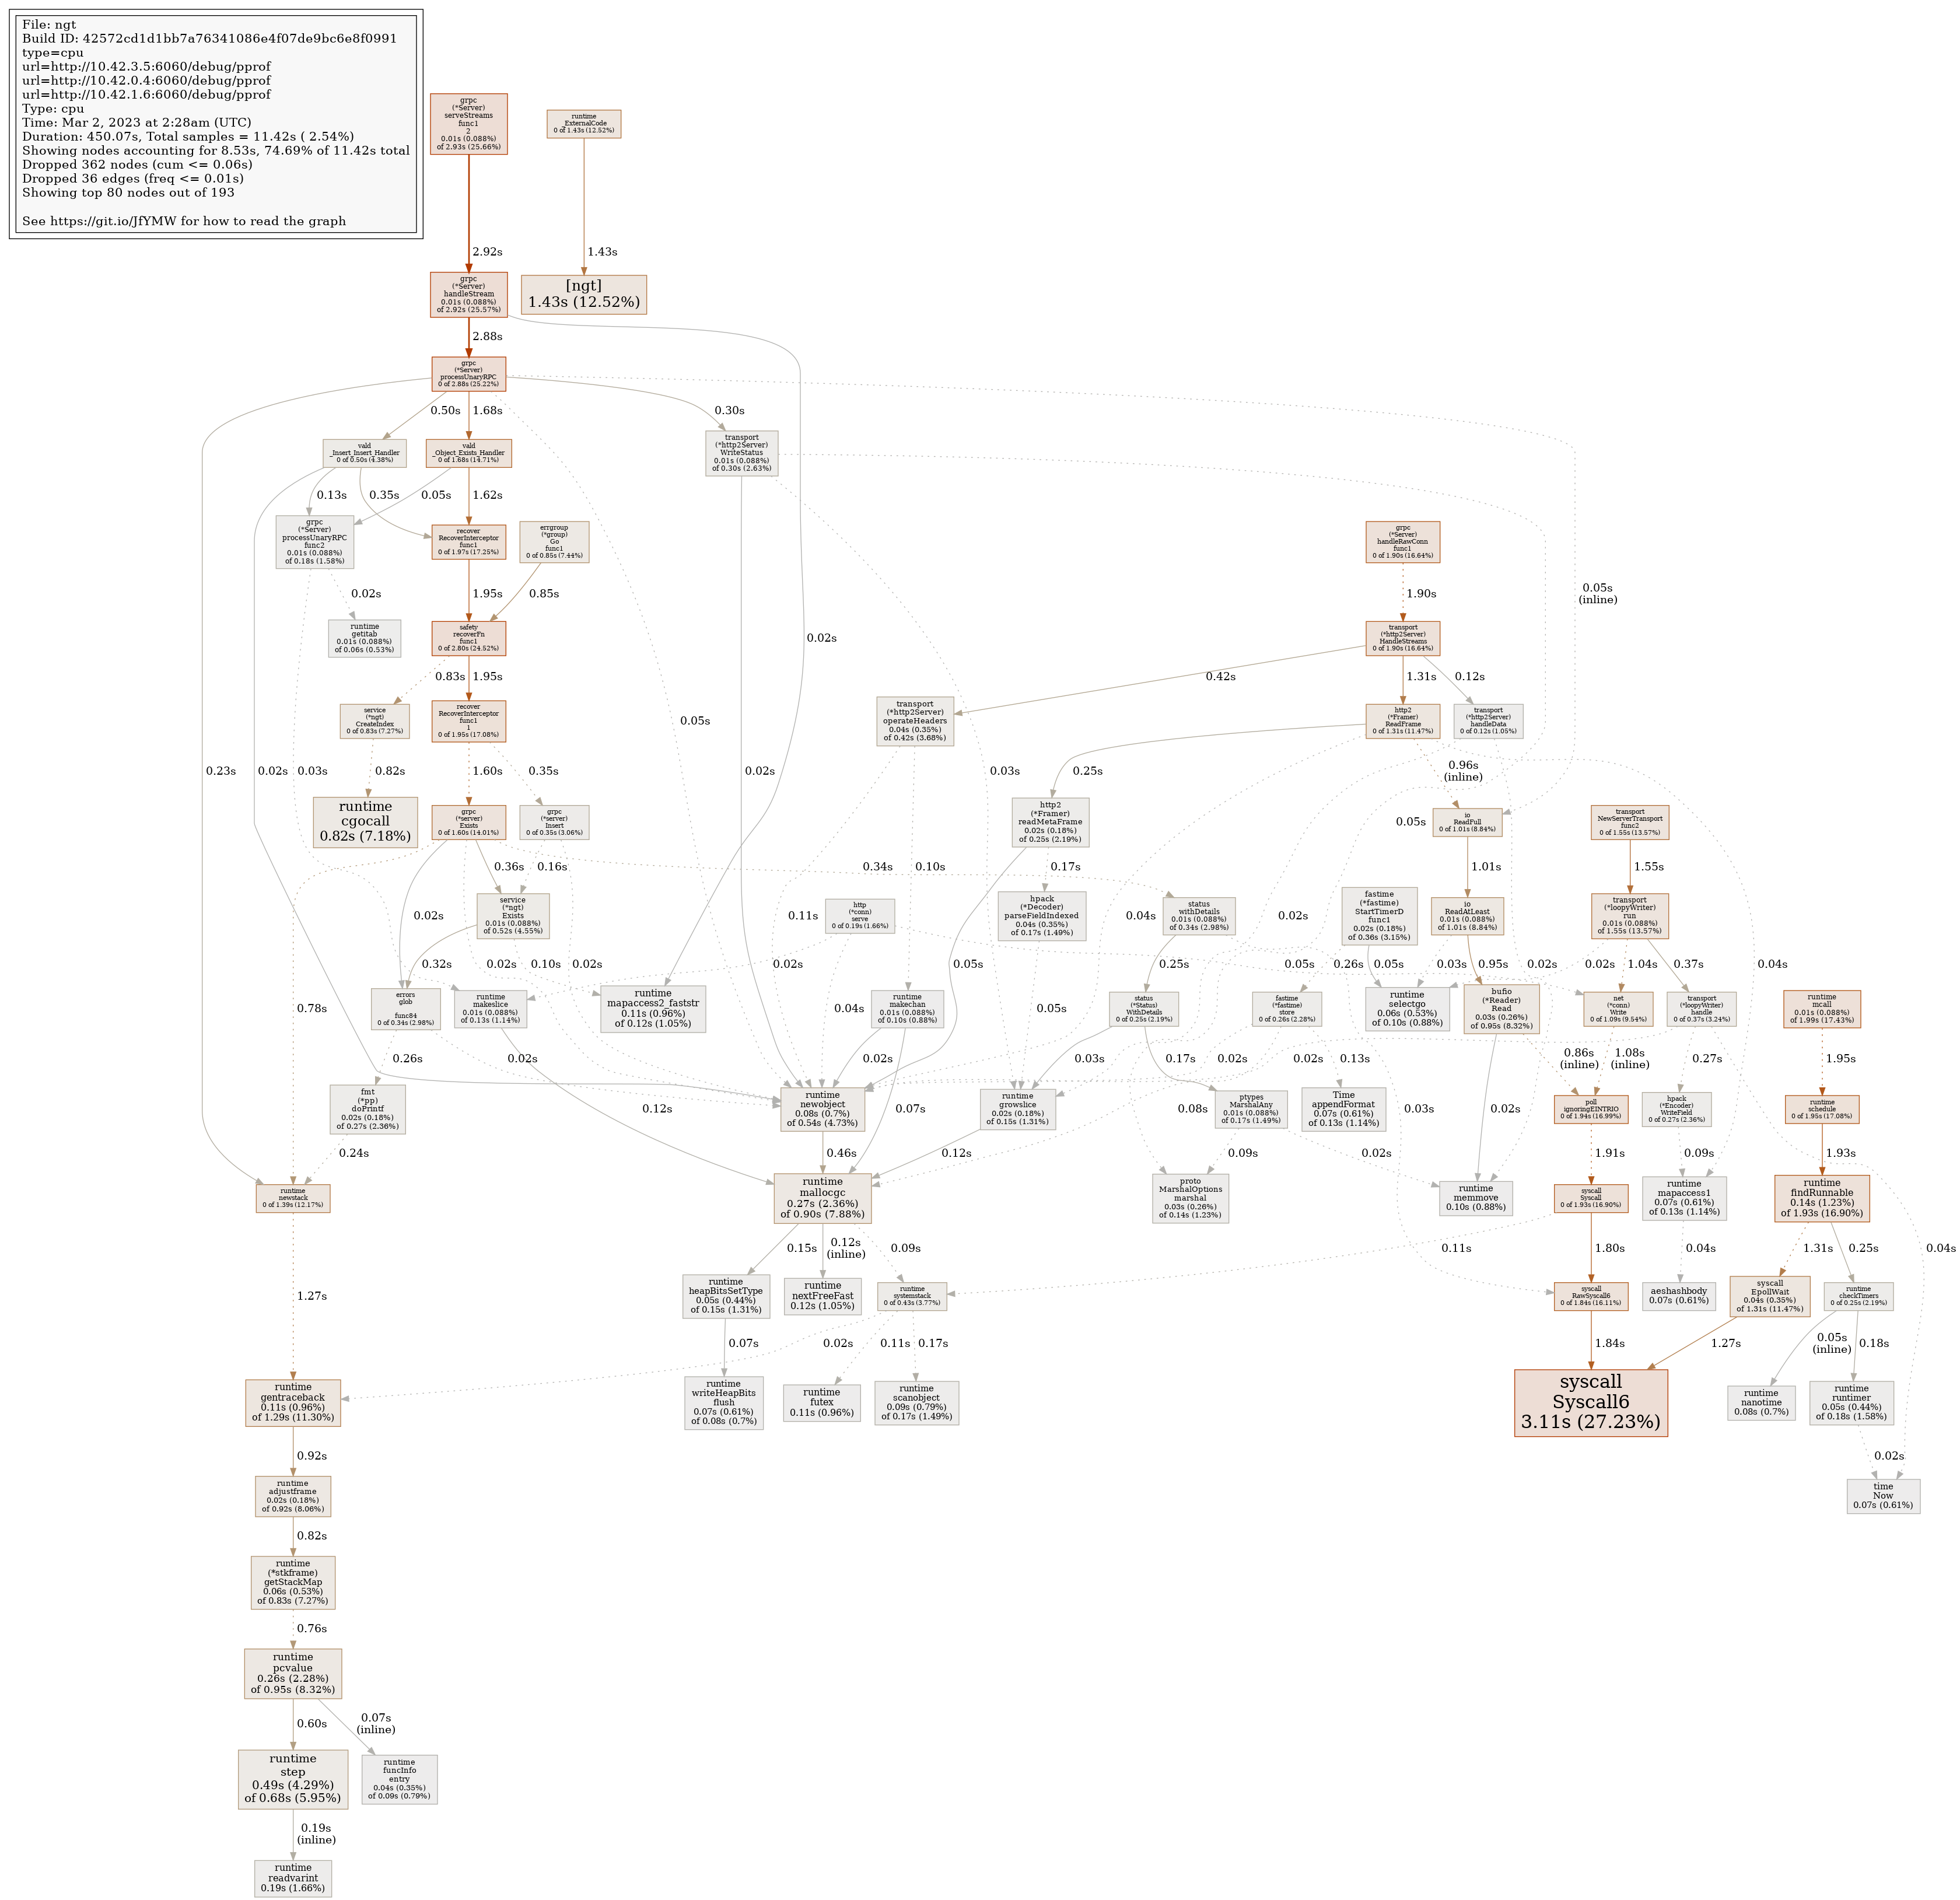 File: ngt
Build ID: 42572cd1d1bb7a76341086e4f07de9bc6e8f0991
type=cpu
url=http://10.42.3.5:6060/debug/pprof
url=http://10.42.0.4:6060/debug/pprof
url=http://10.42.1.6:6060/debug/pprof
Type: cpu
Time: Mar 2, 2023 at 2:28am (UTC)
Duration: 450.07s, Total samples = 11.42s ( 2.54%)
Showing nodes accounting for 8.53s, 74.69% of 11.42s total
Dropped 362 nodes (cum <= 0.06s)
Dropped 36 edges (freq <= 0.01s)
Showing top 80 nodes out of 193
See https://git.io/JfYMW for how to read the graph
grpc
(*Server)
serveStreams
func1
2
0.01s (0.088%)
of 2.93s (25.66%)
runtime
_ExternalCode
0 of 1.43s (12.52%)
2.92s
1.43s
grpc
(*Server)
handleStream
0.01s (0.088%)
of 2.92s (25.57%)
[ngt]
1.43s (12.52%)
2.88s
grpc
(*Server)
processUnaryRPC
0 of 2.88s (25.22%)
0.50s
1.68s
0.30s
vald
_Insert_Insert_Handler
0 of 0.50s (4.38%)
vald
_Object_Exists_Handler
0 of 1.68s (14.71%)
transport
(*http2Server)
WriteStatus
0.01s (0.088%)
of 0.30s (2.63%)
0.13s
0.35s
0.05s
1.62s
grpc
(*Server)
processUnaryRPC
func2
0.01s (0.088%)
of 0.18s (1.58%)
recover
RecoverInterceptor
func1
0 of 1.97s (17.25%)
errgroup
(*group)
Go
func1
0 of 0.85s (7.44%)
grpc
(*Server)
handleRawConn
func1
0 of 1.90s (16.64%)
0.02s
1.95s
0.85s
1.90s
0.05s
(inline)
runtime
getitab
0.01s (0.088%)
of 0.06s (0.53%)
safety
recoverFn
func1
0 of 2.80s (24.52%)
0.02s
transport
(*http2Server)
HandleStreams
0 of 1.90s (16.64%)
0.83s
1.95s
0.42s
1.31s
0.12s
service
(*ngt)
CreateIndex
0 of 0.83s (7.27%)
recover
RecoverInterceptor
func1
1
0 of 1.95s (17.08%)
0.05s
transport
(*http2Server)
operateHeaders
0.04s (0.35%)
of 0.42s (3.68%)
http2
(*Framer)
ReadFrame
0 of 1.31s (11.47%)
transport
(*http2Server)
handleData
0 of 0.12s (1.05%)
0.23s
0.02s
0.03s
0.82s
1.60s
0.35s
0.02s
0.03s
0.25s
0.96s
(inline)
runtime
cgocall
0.82s (7.18%)
grpc
(*server)
Exists
0 of 1.60s (14.01%)
grpc
(*server)
Insert
0 of 0.35s (3.06%)
http2
(*Framer)
readMetaFrame
0.02s (0.18%)
of 0.25s (2.19%)
0.05s
io
ReadFull
0 of 1.01s (8.84%)
transport
NewServerTransport
func2
0 of 1.55s (13.57%)
0.36s
0.16s
0.34s
0.10s
0.17s
1.01s
1.55s
0.02s
service
(*ngt)
Exists
0.01s (0.088%)
of 0.52s (4.55%)
0.11s
http
(*conn)
serve
0 of 0.19s (1.66%)
hpack
(*Decoder)
parseFieldIndexed
0.04s (0.35%)
of 0.17s (1.49%)
0.04s
status
withDetails
0.01s (0.088%)
of 0.34s (2.98%)
0.02s
fastime
(*fastime)
StartTimerD
func1
0.02s (0.18%)
of 0.36s (3.15%)
io
ReadAtLeast
0.01s (0.088%)
of 1.01s (8.84%)
transport
(*loopyWriter)
run
0.01s (0.088%)
of 1.55s (13.57%)
0.32s
0.02s
0.10s
0.02s
0.02s
0.05s
0.25s
0.05s
0.26s
0.05s
0.03s
0.95s
0.02s
0.02s
1.04s
0.37s
0.04s
0.78s
errors
glob

func84
0 of 0.34s (2.98%)
runtime
makeslice
0.01s (0.088%)
of 0.13s (1.14%)
runtime
mapaccess2_faststr
0.11s (0.96%)
of 0.12s (1.05%)
0.04s
runtime
makechan
0.01s (0.088%)
of 0.10s (0.88%)
0.05s
status
(*Status)
WithDetails
0 of 0.25s (2.19%)
fastime
(*fastime)
store
0 of 0.26s (2.28%)
runtime
selectgo
0.06s (0.53%)
of 0.10s (0.88%)
bufio
(*Reader)
Read
0.03s (0.26%)
of 0.95s (8.32%)
net
(*conn)
Write
0 of 1.09s (9.54%)
transport
(*loopyWriter)
handle
0 of 0.37s (3.24%)
runtime
mcall
0.01s (0.088%)
of 1.99s (17.43%)
0.26s
0.02s
0.02s
0.03s
0.17s
0.02s
0.02s
0.13s
0.86s
(inline)
1.08s
(inline)
0.27s
1.95s
fmt
(*pp)
doPrintf
0.02s (0.18%)
of 0.27s (2.36%)
0.12s
runtime
newobject
0.08s (0.7%)
of 0.54s (4.73%)
0.07s
runtime
growslice
0.02s (0.18%)
of 0.15s (1.31%)
0.08s
ptypes
MarshalAny
0.01s (0.088%)
of 0.17s (1.49%)
Time
appendFormat
0.07s (0.61%)
of 0.13s (1.14%)
0.03s
0.02s
poll
ignoringEINTRIO
0 of 1.94s (16.99%)
hpack
(*Encoder)
WriteField
0 of 0.27s (2.36%)
runtime
schedule
0 of 1.95s (17.08%)
0.24s
0.46s
0.12s
0.09s
0.02s
1.91s
0.09s
1.93s
runtime
newstack
0 of 1.39s (12.17%)
runtime
mallocgc
0.27s (2.36%)
of 0.90s (7.88%)
proto
MarshalOptions
marshal
0.03s (0.26%)
of 0.14s (1.23%)
runtime
memmove
0.10s (0.88%)
syscall
Syscall
0 of 1.93s (16.90%)
runtime
mapaccess1
0.07s (0.61%)
of 0.13s (1.14%)
runtime
findRunnable
0.14s (1.23%)
of 1.93s (16.90%)
0.15s
0.12s
(inline)
0.09s
0.11s
1.80s
0.04s
1.31s
0.25s
0.04s
1.27s
runtime
heapBitsSetType
0.05s (0.44%)
of 0.15s (1.31%)
runtime
nextFreeFast
0.12s (1.05%)
runtime
systemstack
0 of 0.43s (3.77%)
syscall
RawSyscall6
0 of 1.84s (16.11%)
aeshashbody
0.07s (0.61%)
syscall
EpollWait
0.04s (0.35%)
of 1.31s (11.47%)
runtime
checkTimers
0 of 0.25s (2.19%)
0.07s
0.02s
0.11s
0.17s
1.84s
1.27s
0.05s
(inline)
0.18s
runtime
gentraceback
0.11s (0.96%)
of 1.29s (11.30%)
runtime
writeHeapBits
flush
0.07s (0.61%)
of 0.08s (0.7%)
runtime
futex
0.11s (0.96%)
runtime
scanobject
0.09s (0.79%)
of 0.17s (1.49%)
syscall
Syscall6
3.11s (27.23%)
runtime
nanotime
0.08s (0.7%)
runtime
runtimer
0.05s (0.44%)
of 0.18s (1.58%)
0.92s
0.02s
runtime
adjustframe
0.02s (0.18%)
of 0.92s (8.06%)
time
Now
0.07s (0.61%)
0.82s
runtime
(*stkframe)
getStackMap
0.06s (0.53%)
of 0.83s (7.27%)
0.76s
runtime
pcvalue
0.26s (2.28%)
of 0.95s (8.32%)
0.60s
0.07s
(inline)
runtime
step
0.49s (4.29%)
of 0.68s (5.95%)
runtime
funcInfo
entry
0.04s (0.35%)
of 0.09s (0.79%)
0.19s
(inline)
runtime
readvarint
0.19s (1.66%)